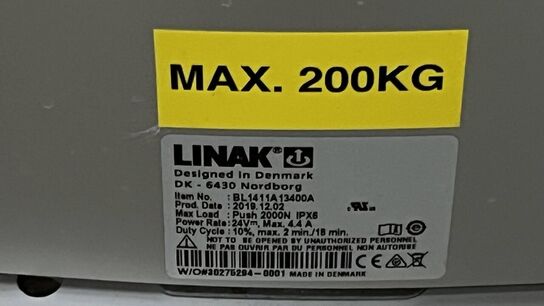 MAX. 200KG
LINAK®
Designed in Denmark
DK - 6430 Nordborg
Item No. : BL1411A13400A
Prod. Date : 2019.12.02
Max Load : Push 2000N IPX6
Power Rate : 24V⎓, Max. 4.4 A
Duty Cycle : 10%, max. 2 min./18 min.
NOT TO BE OPENED BY UNAUTHORIZED PERSONNEL
NE PAS OUVRIR PAR DU PERSONNEL NON AUTORISE
W/O#30275294-0001 MADE IN DENMARK